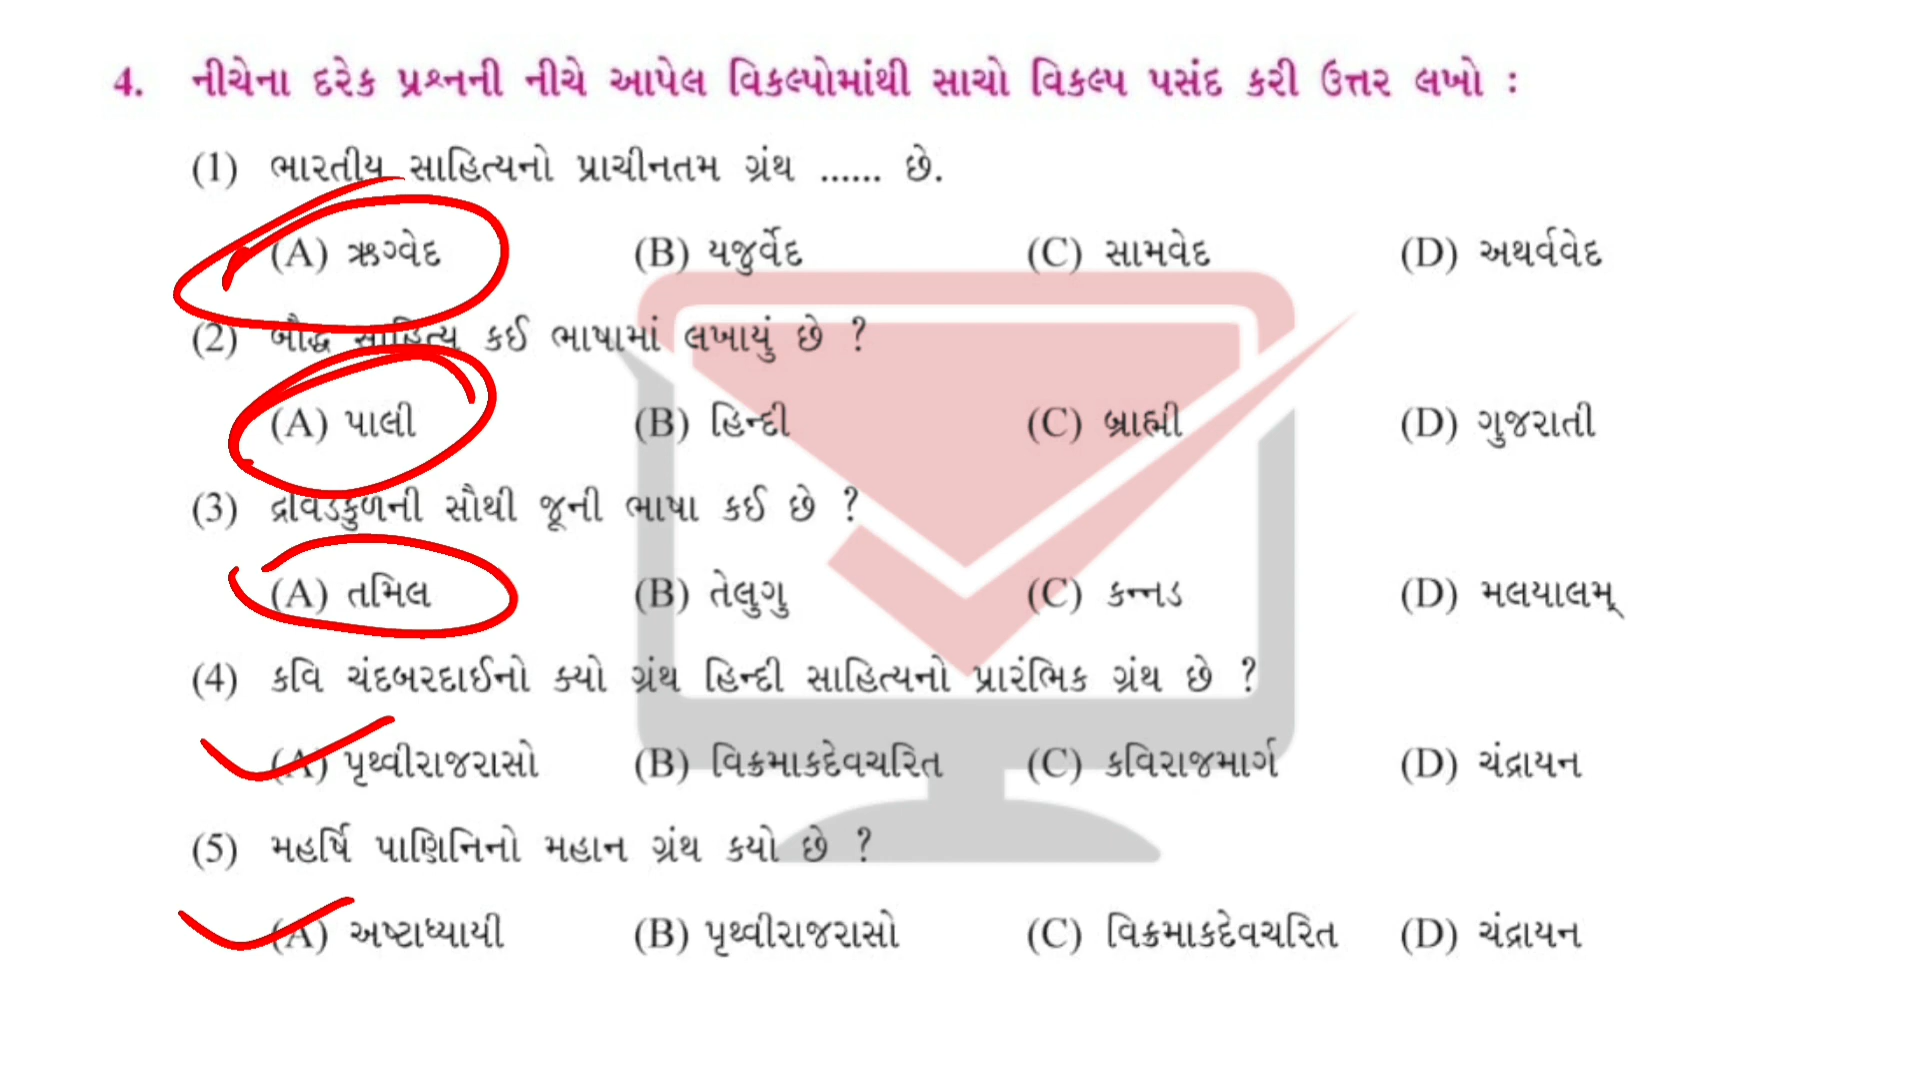 4. નીચેના દરેક પ્રશ્નની નીચે આપેલ વિકલ્પોમાંથી સાચો વિકલ્પ પસંદ કરી ઉત્તર લખો :
(1) ભારતીય સાહિત્યનો પ્રાચીનતમ ગ્રંથ ...... છે.
(A) ઋગ્વેદ (B) યજુર્વેદ (C) સામવેદ (D) અથર્વવેદ
(2) બૌદ્ધ સાહિત્ય કઈ ભાષામાં લખાયું છે ?
(A) પાલી (B) હિન્દી (C) બ્રાહ્મી (D) ગુજરાતી
(3) દ્રવિડકુળની સૌથી જૂની ભાષા કઈ છે ?
(A) તમિલ (B) તેલુગુ (C) કન્નડ (D) મલયાલમ્
(4) કવિ ચંદબરદાઈનો ક્યો ગ્રંથ હિન્દી સાહિત્યનો પ્રારંભિક ગ્રંથ છે ?
(A) પૃથ્વીરાજરાસો (B) વિક્રમાકદેવચરિત (C) કવિરાજમાર્ગ (D) ચંદ્રાયન
(5) મહર્ષિ પાણિનિનો મહાન ગ્રંથ કયો છે ?
(A) અષ્ટાધ્યાયી (B) પૃથ્વીરાજરાસો (C) વિક્રમાકદેવચરિત (D) ચંદ્રાયન